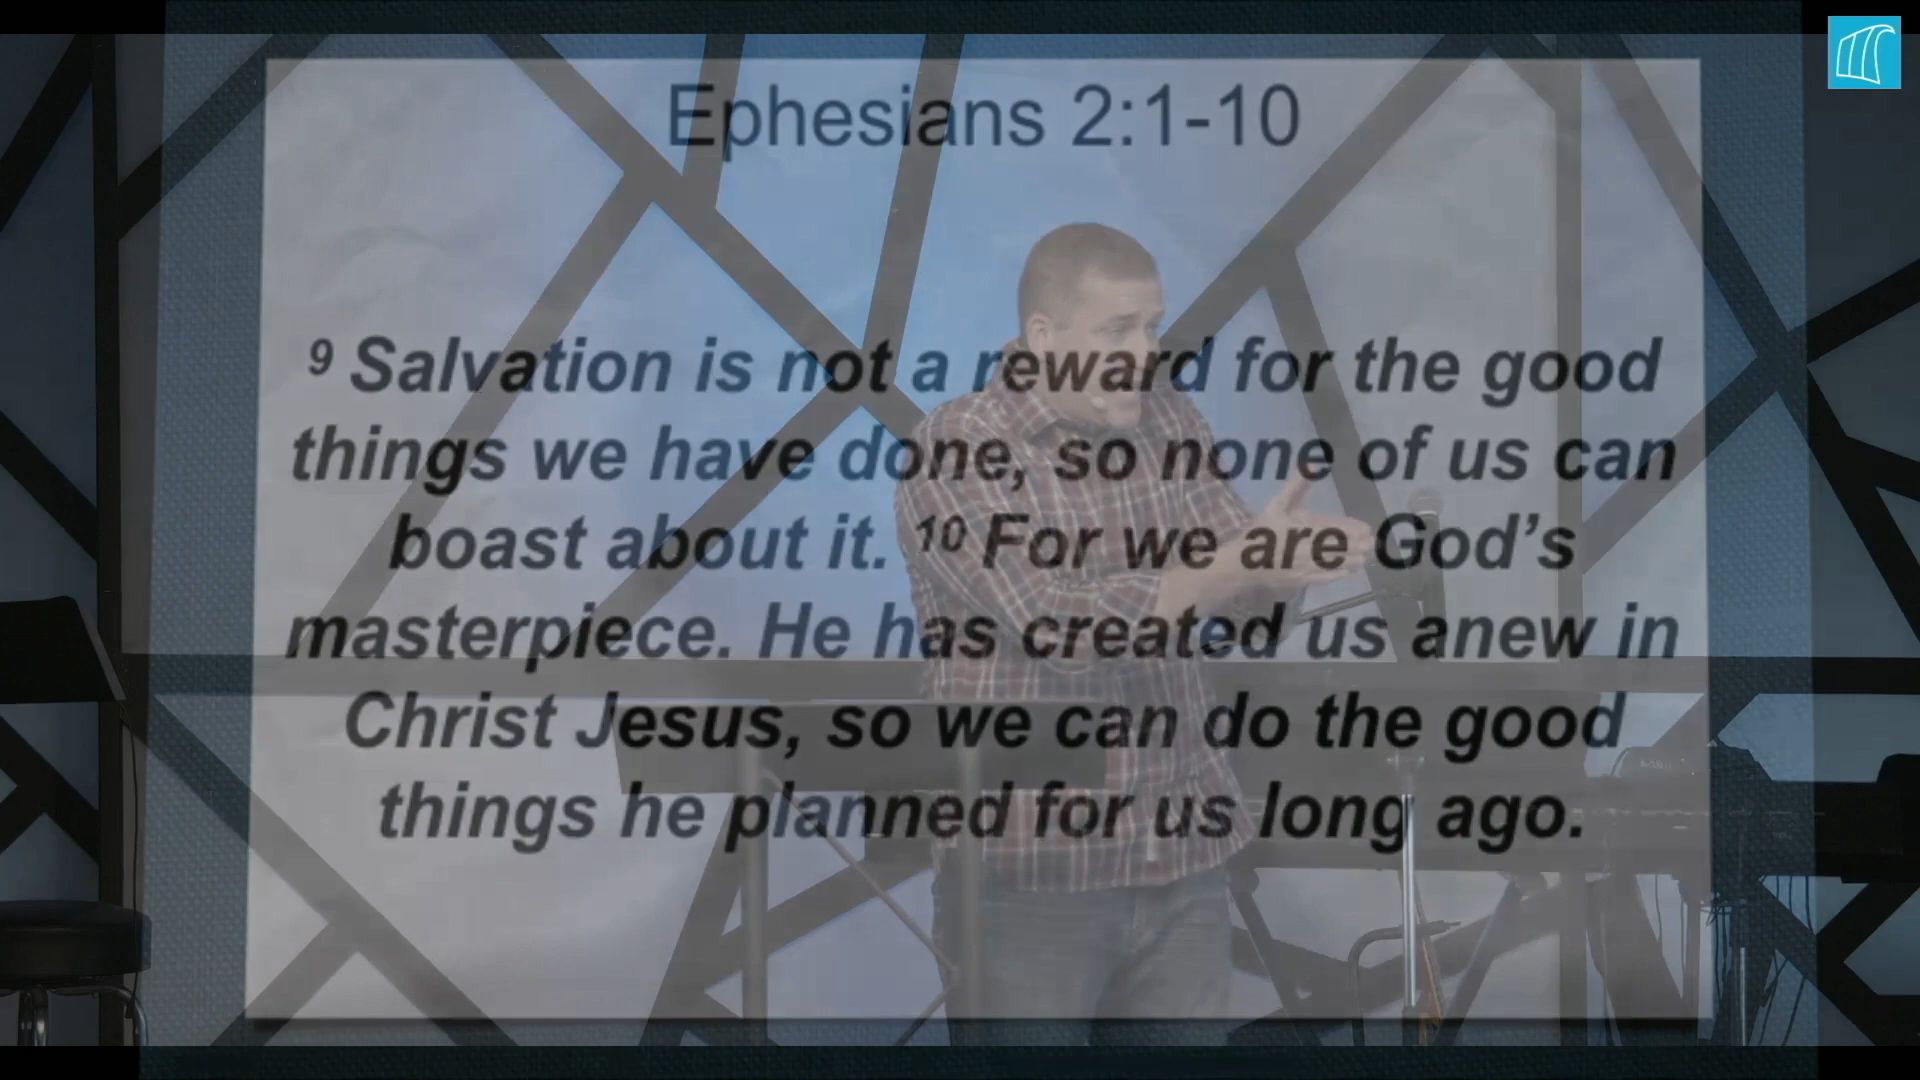 Ephesians 2:1-10
9 Salvation is not a reward for the good
things we have done, so none of us can
boast about it. 10 For we are God’s
masterpiece. He has created us anew in
Christ Jesus, so we can do the good
things he planned for us long ago.